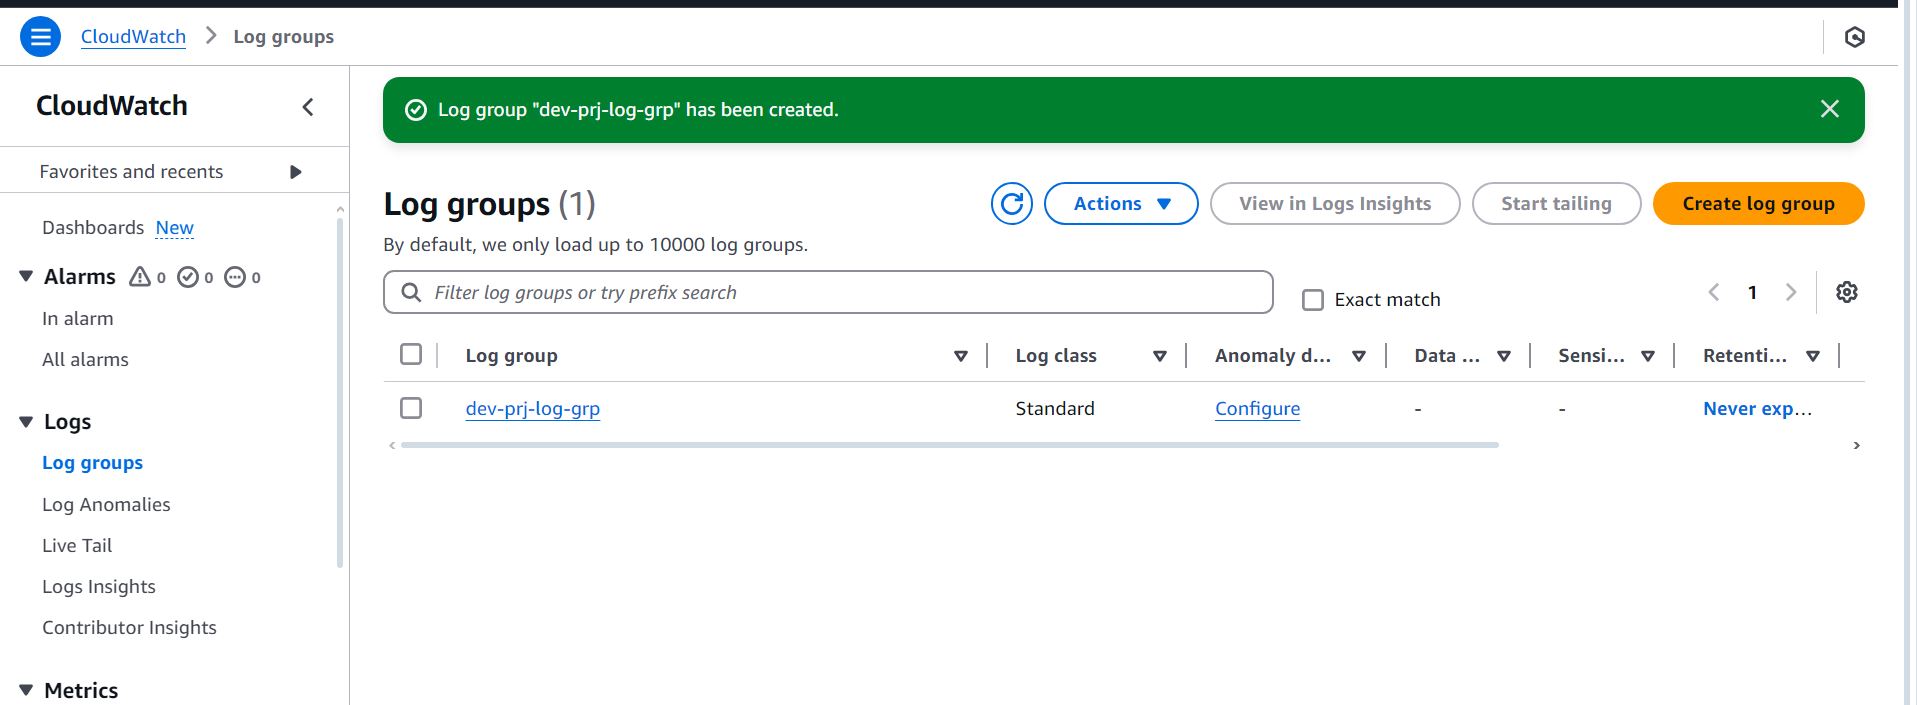 CloudWatch > Log groups
CloudWatch
Favorites and recents
Dashboards New
Alarms 0 0 0
In alarm
All alarms
Logs
Log groups
Log Anomalies
Live Tail
Logs Insights
Contributor Insights
Metrics
Log group "dev-prj-log-grp" has been created.
Log groups (1)
Actions
View in Logs Insights
Start tailing
Create log group
By default, we only load up to 10000 log groups.
Filter log groups or try prefix search
Exact match
1
Log group Log class Anomaly d... Data ... Sensi... Retenti...
dev-prj-log-grp Standard Configure - - Never exp...